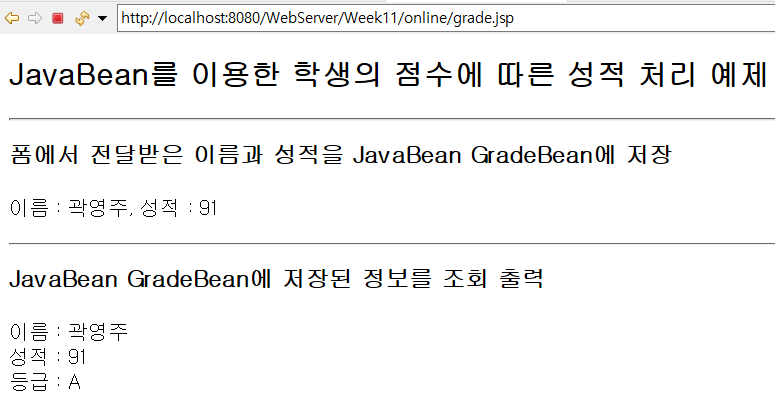 http://localhost:8080/WebServer/Week11/online/grade.jsp
JavaBean를 이용한 학생의 점수에 따른 성적 처리 예제
폼에서 전달받은 이름과 성적을 JavaBean GradeBean에 저장
이름 : 곽영주, 성적 : 91
JavaBean GradeBean에 저장된 정보를 조회 출력
이름 : 곽영주
성적 : 91
등급 : A